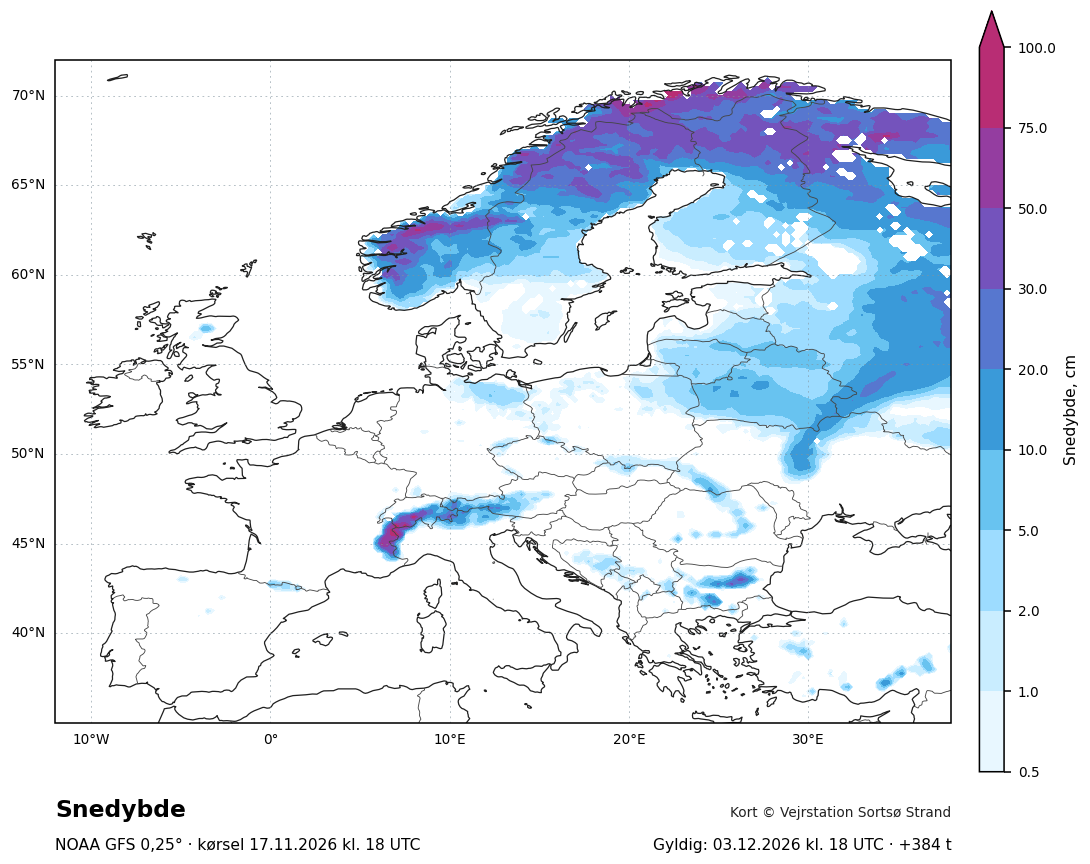 70°N
65°N
60°N
55°N
50°N
45°N
40°N
10°W
0°
10°E
20°E
30°E
100.0
75.0
50.0
30.0
20.0
10.0
5.0
2.0
1.0
0.5
Snedybde, cm
Snedybde
Kort © Vejrstation Sortsø Strand
NOAA GFS 0,25° · kørsel 17.11.2026 kl. 18 UTC
Gyldig: 03.12.2026 kl. 18 UTC · +384 t